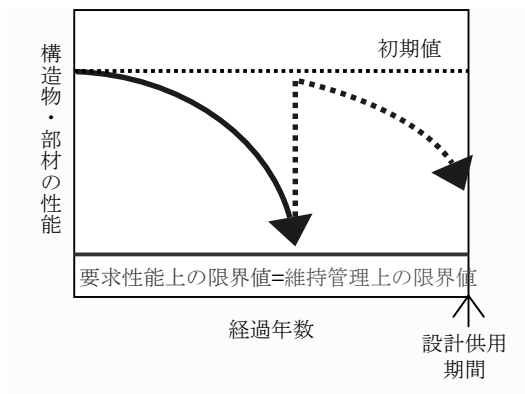 初期値
構造物・部材の性能
要求性能上の限界値=維持管理上の限界値
経過年数
設計供用
期間